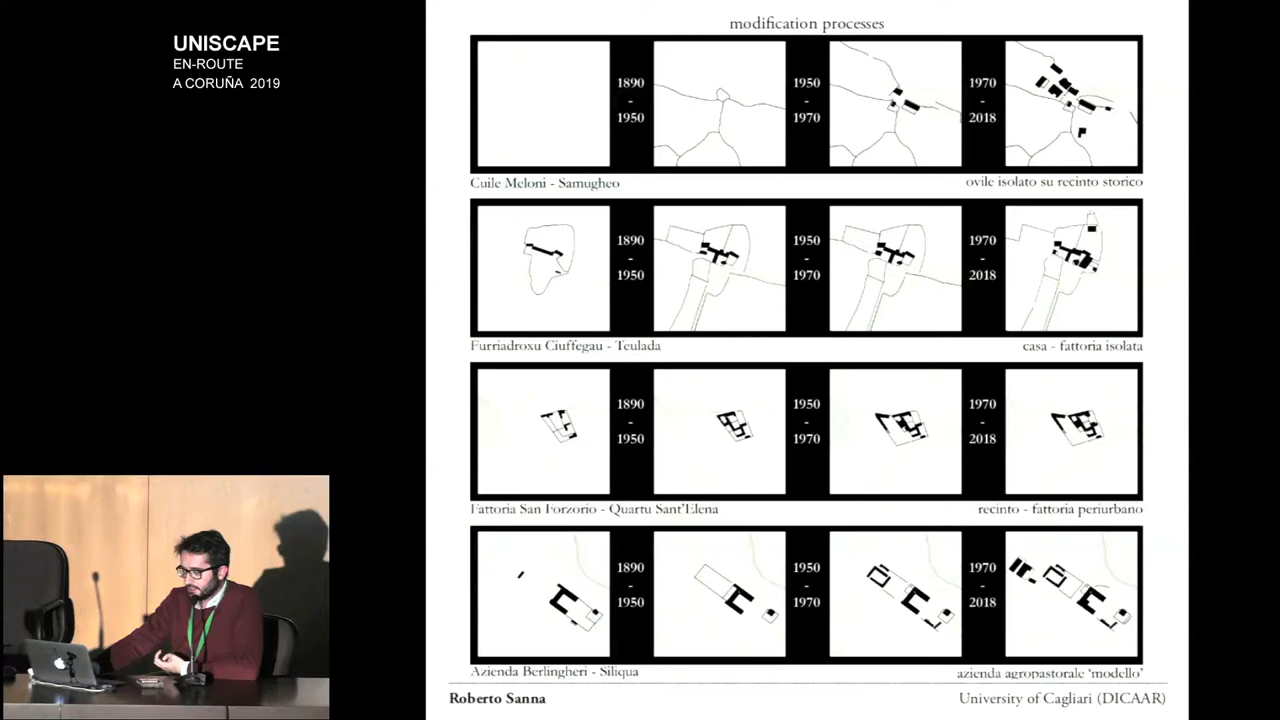 UNISCAPE
EN-ROUTE
A CORUÑA 2019
modification processes
1890
-
1950
1950
-
1970
1970
-
2018
Cuile Meloni - Samugheo
ovile isolato su recinto storico
1890
-
1950
1950
-
1970
1970
-
2018
Furriadroxu Ciuffegau - Teulada
casa - fattoria isolata
1890
-
1950
1950
-
1970
1970
-
2018
Fattoria San Forzorio - Quartu Sant'Elena
recinto - fattoria periurbano
1890
-
1950
1950
-
1970
1970
-
2018
Azienda Berlingheri - Siliqua
azienda agropastorale 'modello'
Roberto Sanna
University of Cagliari (DICAAR)